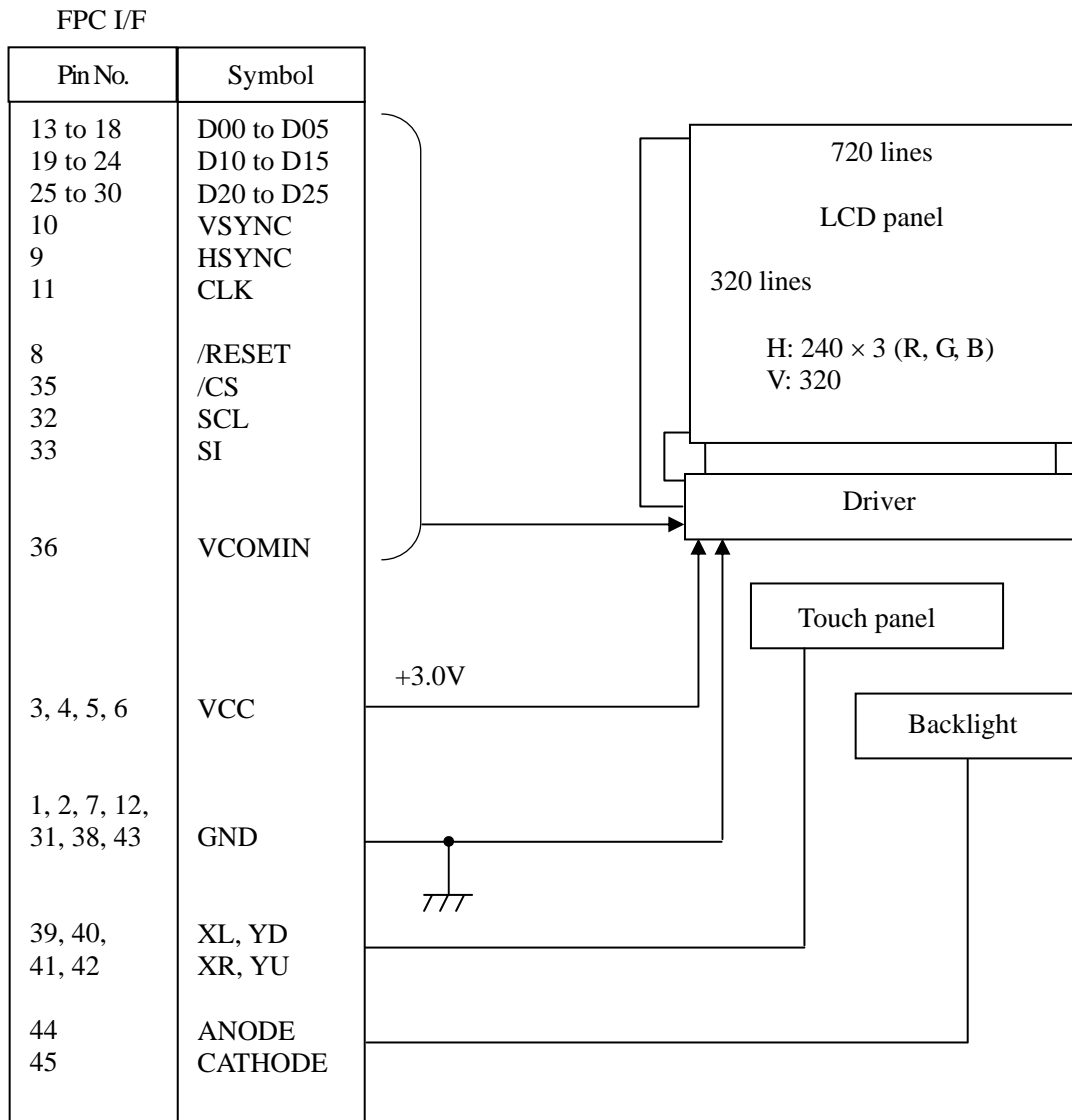 FPC I/F
Pin No. Symbol
13 to 18 D00 to D05
19 to 24 D10 to D15
25 to 30 D20 to D25
10 VSYNC
9 HSYNC
11 CLK
8 /RESET
35 /CS
32 SCL
33 SI
36 VCOMIN
3, 4, 5, 6 VCC
1, 2, 7, 12,
31, 38, 43 GND
39, 40, XL, YD
41, 42 XR, YU
44 ANODE
45 CATHODE
+3.0V
720 lines
LCD panel
320 lines
H: 240 × 3 (R, G, B)
V: 320
Driver
Touch panel
Backlight